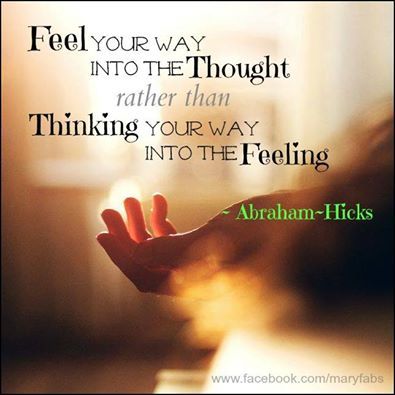 Feel YOUR WAY
INTO THE Thought
rather than
Thinking YOUR WAY
INTO THE Feeling
~ Abraham~Hicks
www.facebook.com/maryfabs